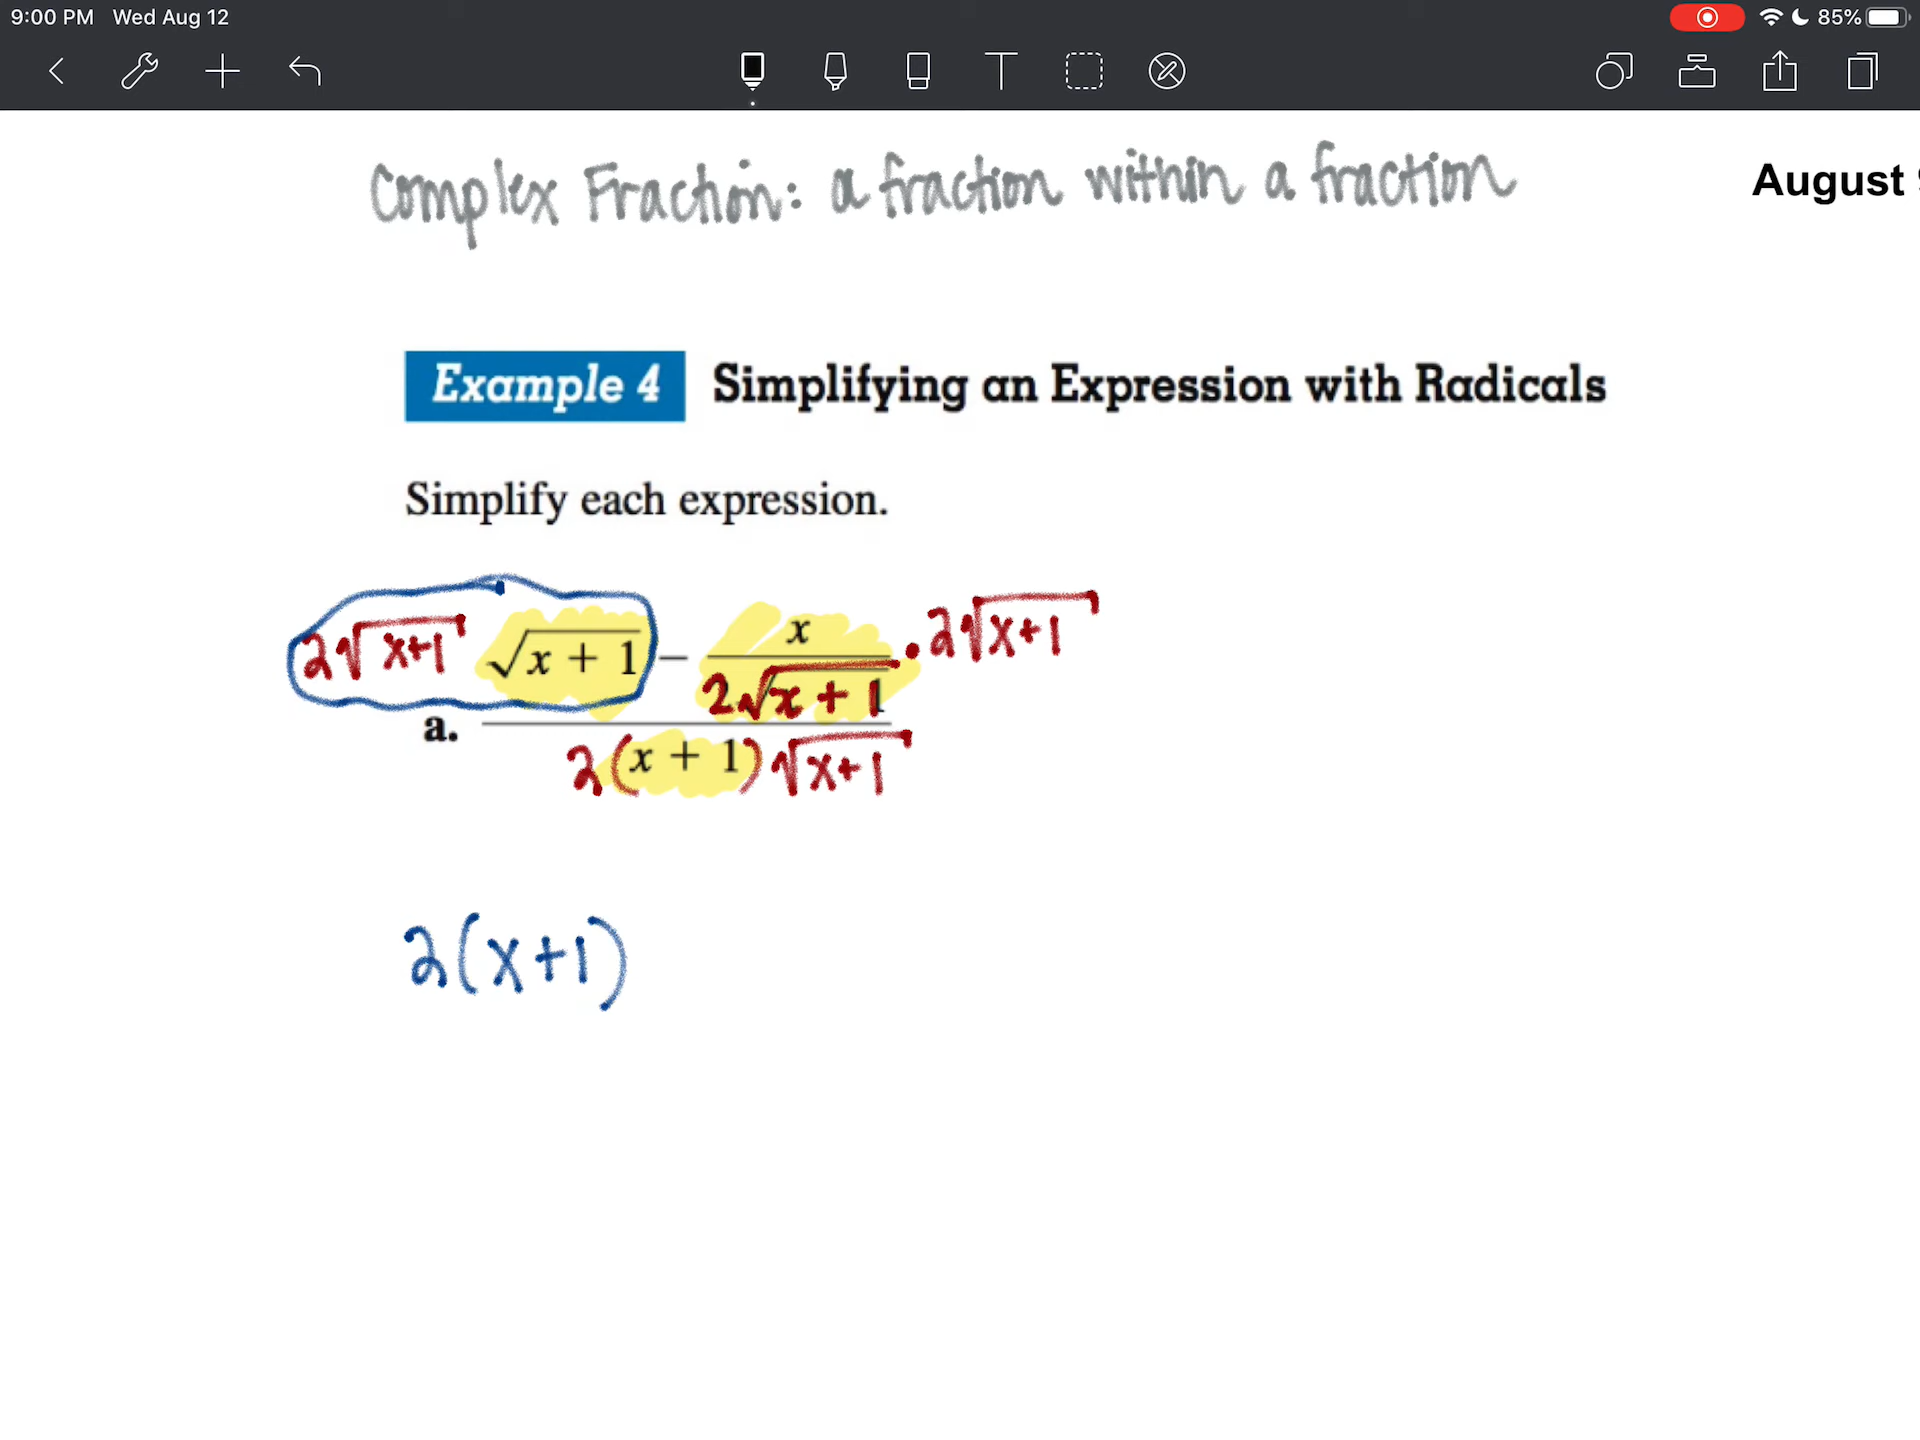 9:00 PM Wed Aug 12 85%
Complex Fraction: a fraction within a fraction
August
Example 4 Simplifying an Expression with Radicals
Simplify each expression.
2√x+1 √x + 1 − x · 2√x+1
2√x + 1
a.
2(x + 1)√x+1
2(x+1)